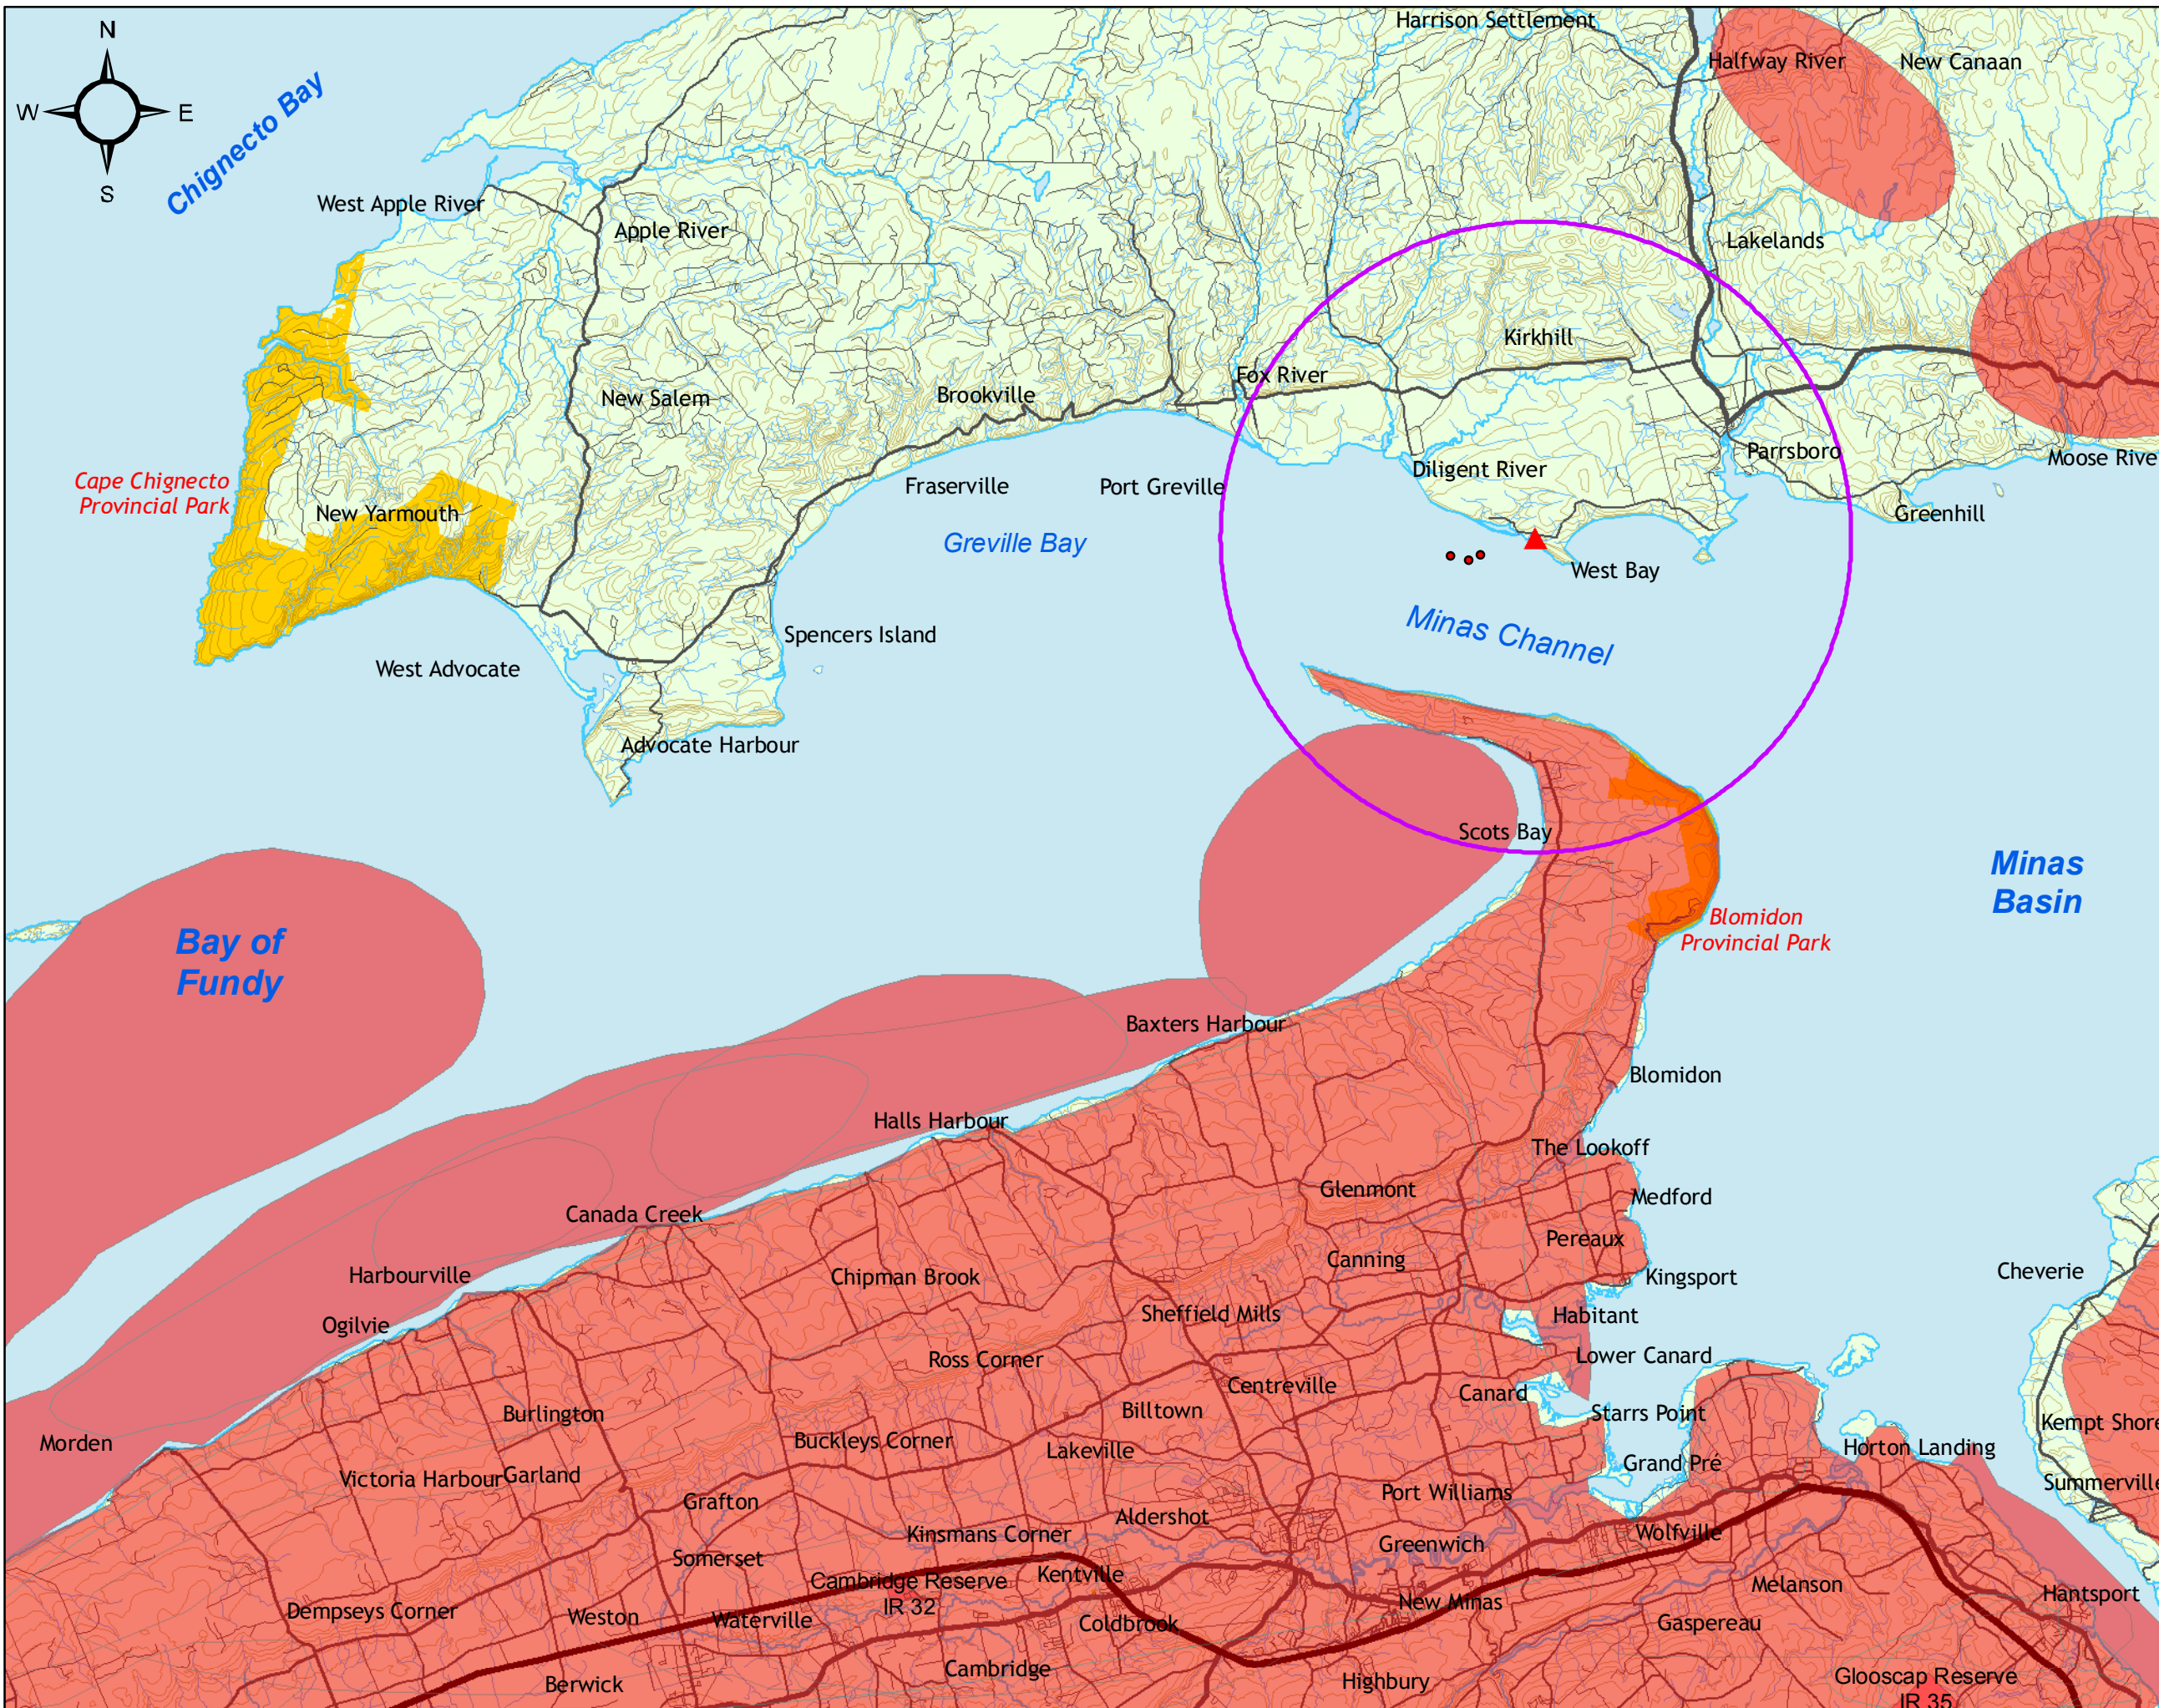 Harrison Settlement
N
Halfway River
New Canaan
Chignecto Bay
W
E
S
West Apple River
Apple River
Lakelands
Kirkhill
Fox River
Brookville
New Salem
Parrsboro
Moose Rive
Diligent River
Cape Chignecto
Provincial Park
Fraserville
Port Greville
New Yarmouth
Greenhill
Greville Bay
West Bay
Minas Channel
Spencers Island
West Advocate
Advocate Harbour
Scots Bay
Minas
Basin
Blomidon
Provincial Park
Bay of
Fundy
Baxters Harbour
Blomidon
Halls Harbour
The Lookoff
Glenmont
Medford
Canada Creek
Pereaux
Canning
Cheverie
Harbourville
Chipman Brook
Kingsport
Sheffield Mills
Habitant
Ogilvie
Ross Corner
Lower Canard
Centreville
Canard
Burlington
Billtown
Starrs Point
Kempt Shore
Morden
Buckleys Corner
Lakeville
Horton Landing
Grand Pré
Victoria Harbour
Garland
Summerville
Port Williams
Grafton
Aldershot
Kinsmans Corner
Wolfville
Greenwich
Somerset
Kentville
Cambridge Reserve
IR 32
Melanson
Hantsport
New Minas
Dempseys Corner
Weston
Waterville
Coldbrook
Gaspereau
Cambridge
Berwick
Highbury
Glooscap Reserve
IR 35